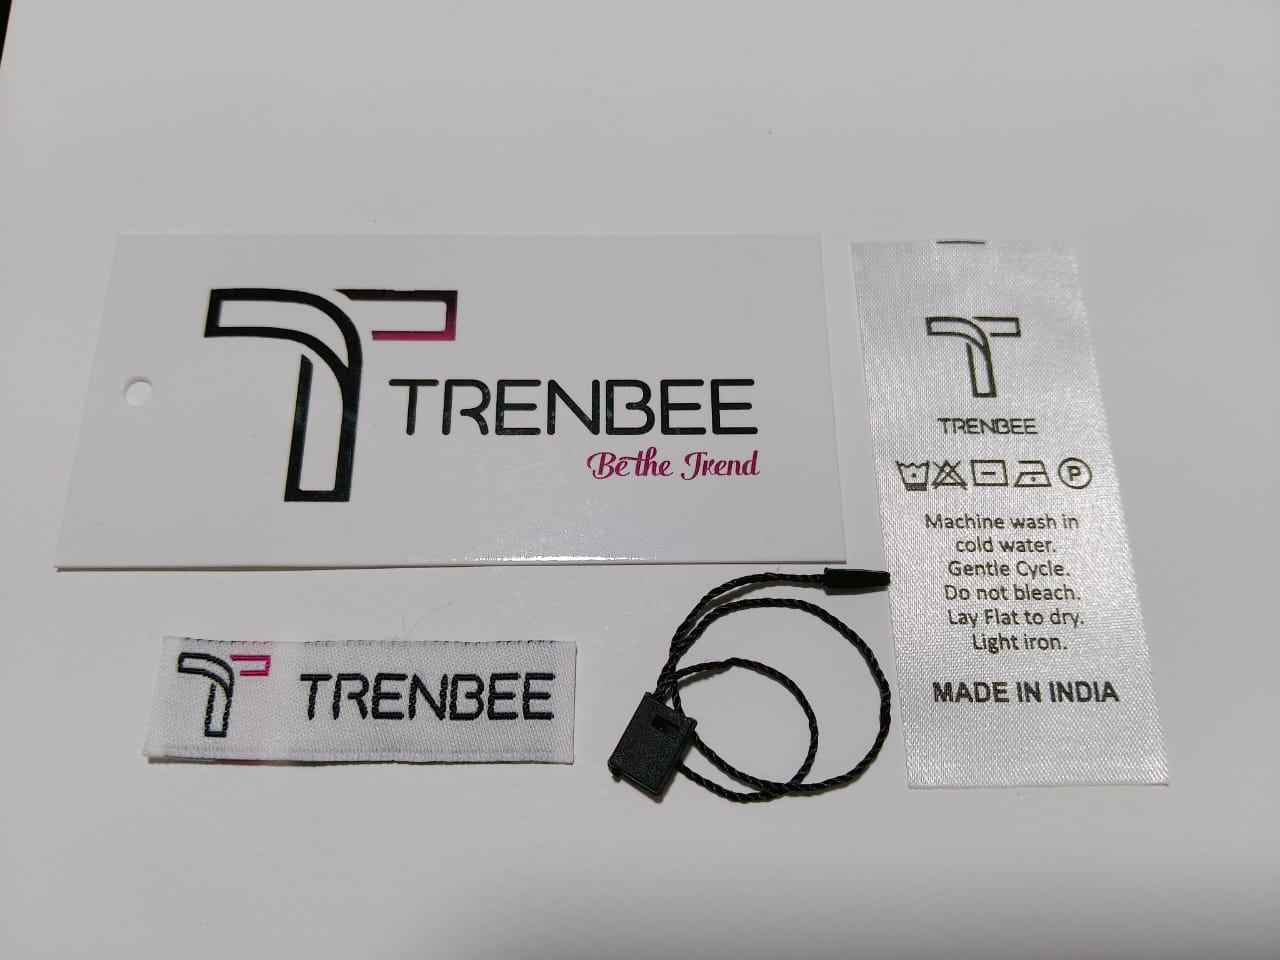 TRENBEE
Be the Trend
TRENBEE
TRENBEE
P
Machine wash in
cold water.
Gentle Cycle.
Do not bleach.
Lay Flat to dry.
Light iron.
MADE IN INDIA